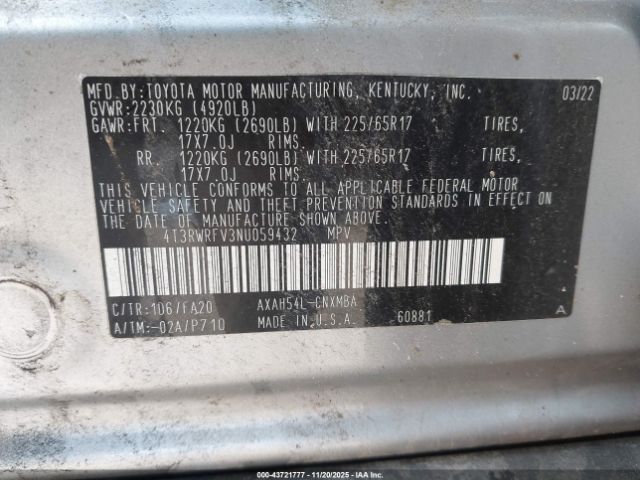 MFD.BY:TOYOTA MOTOR MANUFACTURING, KENTUCKY, INC. 03/22
GVWR:2230KG (4920LB)
GAWR:FRT. 1220KG (2690LB) WITH 225/65R17 TIRES,
17X7.0J RIMS.
RR. 1220KG (2690LB) WITH 225/65R17 TIRES,
17X7.0J RIMS.
THIS VEHICLE CONFORMS TO ALL APPLICABLE FEDERAL MOTOR
VEHICLE SAFETY AND THEFT PREVENTION STANDARDS IN EFFECT
ON THE DATE OF MANUFACTURE SHOWN ABOVE.
4T3RWRFV3NU059432 MPV
C/TR:1D6/FA20 AXAH54L-CNXMBA
A/TM:-02A/P710 MADE IN U.S.A. 60881 A
000-43721777 - 11/20/2025 - IAA Inc.